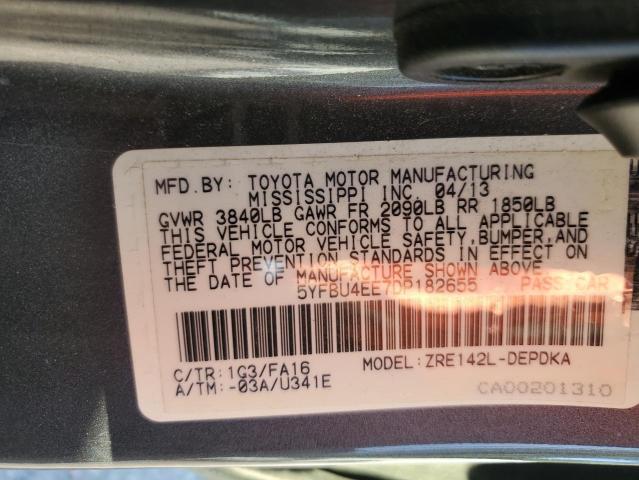 MFD.BY: TOYOTA MOTOR MANUFACTURING
MISSISSIPPI INC. 04/13
GVWR 3840LB GAWR FR 2090LB RR 1850LB
THIS VEHICLE CONFORMS TO ALL APPLICABLE
FEDERAL MOTOR VEHICLE SAFETY,BUMPER,AND
THEFT PREVENTION STANDARDS IN EFFECT ON
THE DATE OF MANUFACTURE SHOWN ABOVE.
5YFBU4EE7DP182655 PASS CAR
C/TR:1G3/FA16 MODEL:ZRE142L-DEPDKA
A/TM:-03A/U341E
CA00201310